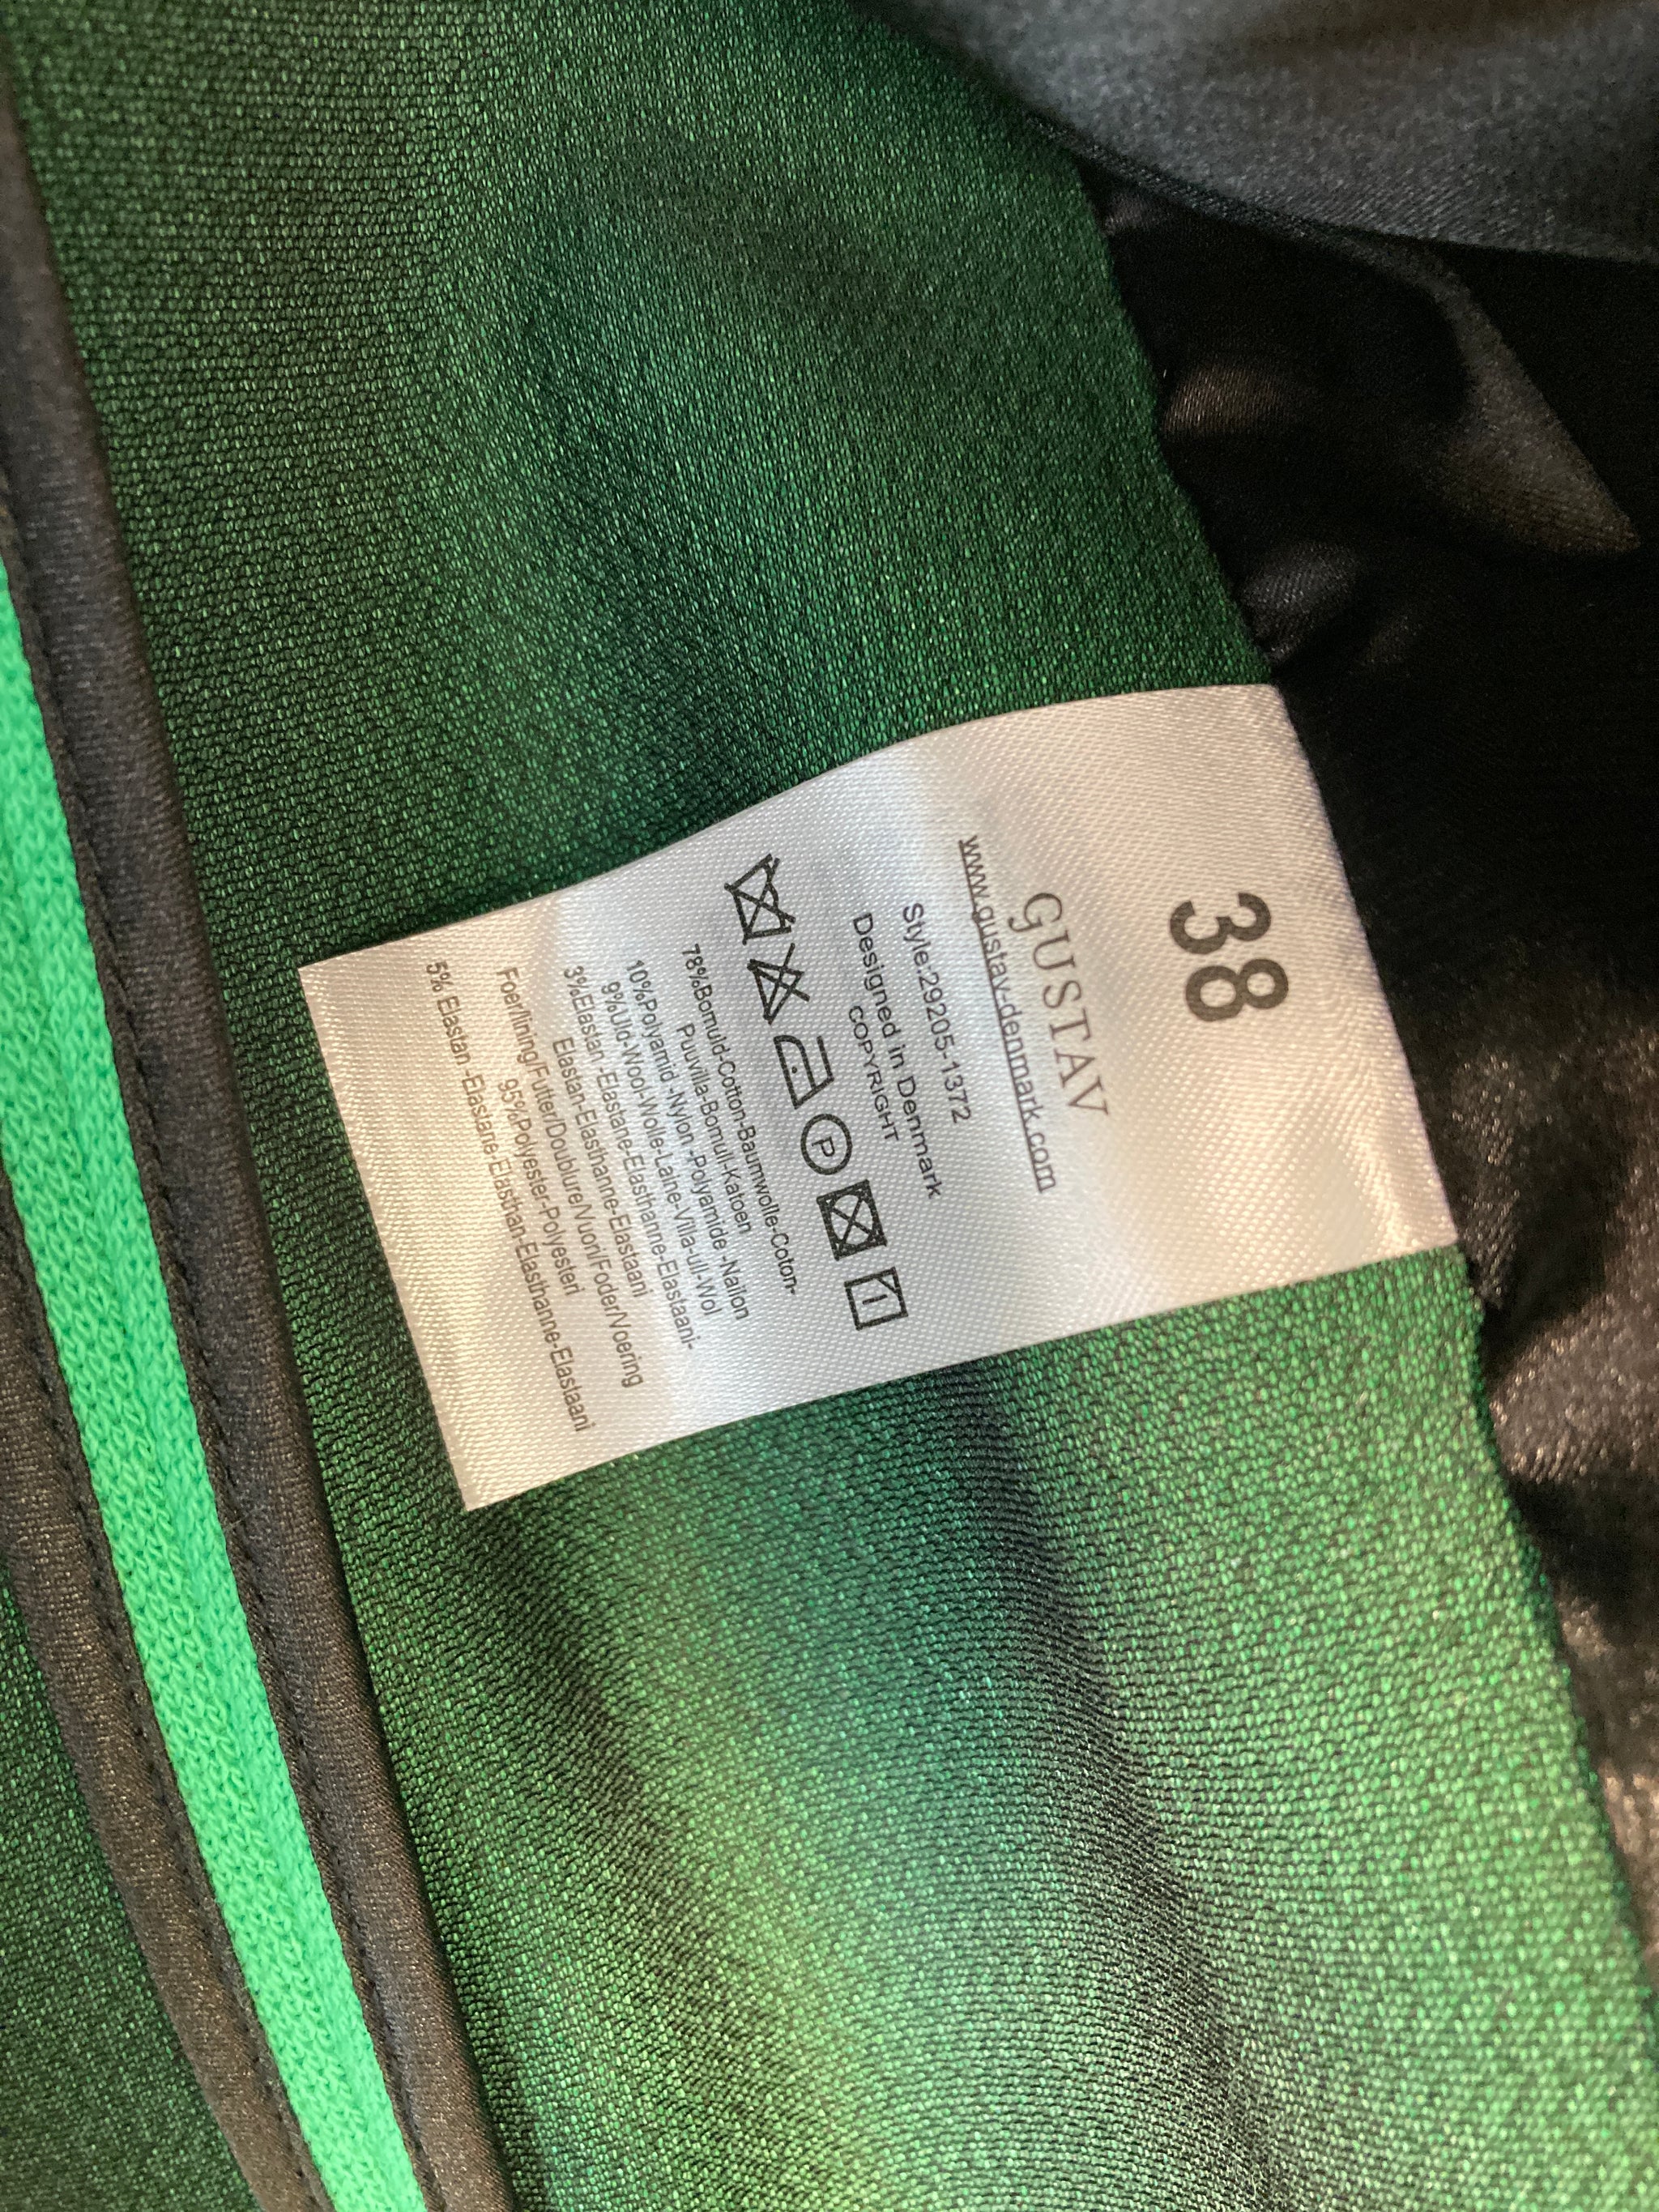 38
GUSTAV
www.gustav-denmark.com
Style:29205-1372
Designed in Denmark
COPYRIGHT
P
1
78%Bomuld-Cotton-Baumwolle-Coton-
Puuvilla-Bomul-Katoen
10%Polyamid -Nylon -Polyamide -Nailon
9%Uld-Wool-Wolle-Laine-Villa-ull-Wol
3%Elastan -Elastane-Elasthanne-Elastaani-
Elastan-Elasthanne-Elastaani
Foer/lining/Futter/Doublure/Vuori/Foder/Voering
95%Polyester-Polyesteri
5% Elastan -Elastane-Elasthan-Elasthanne-Elastaani